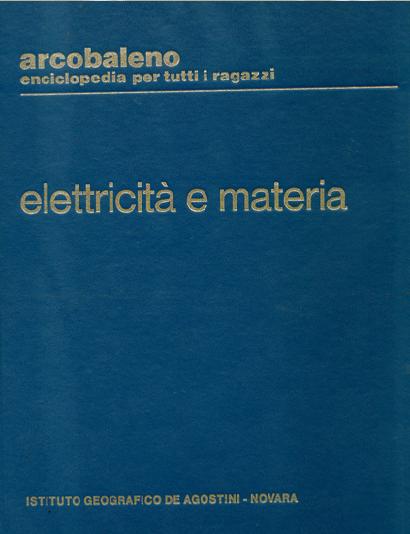 arcobaleno
enciclopedia per tutti i ragazzi
elettricità e materia
ISTITUTO GEOGRAFICO DE AGOSTINI - NOVARA